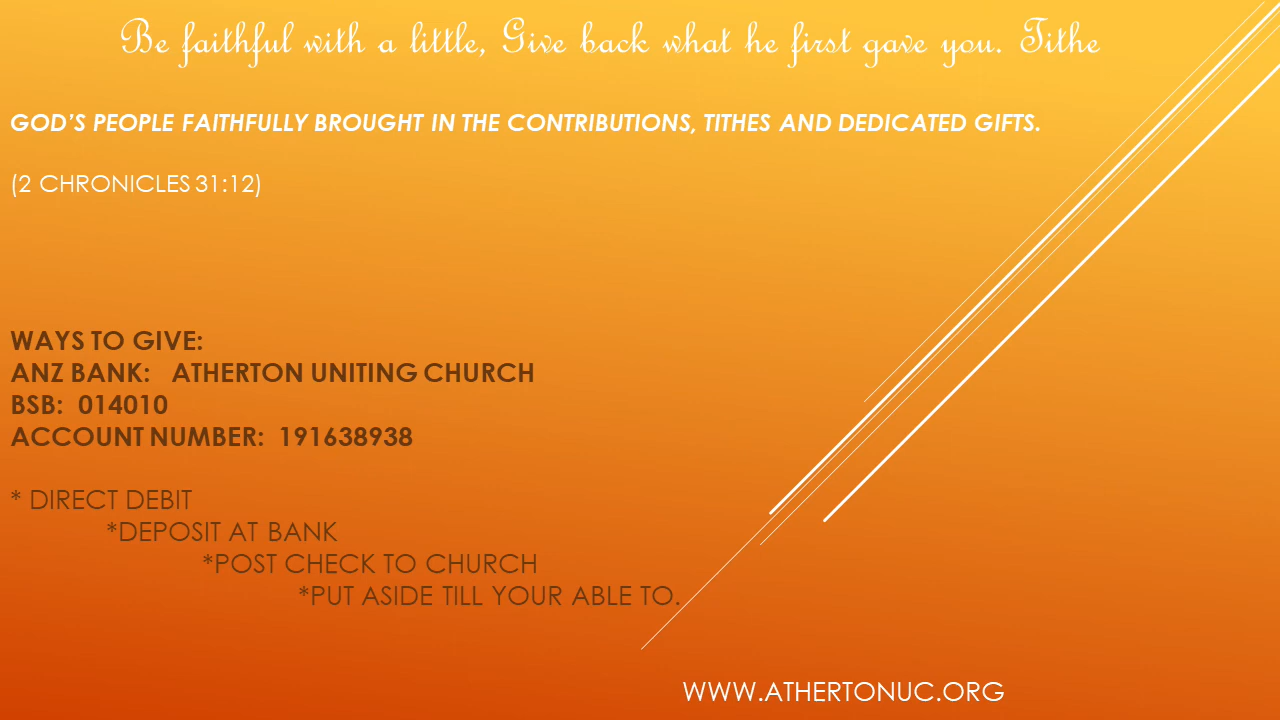 Be faithful with a little, Give back what he first gave you. Tithe
GOD'S PEOPLE FAITHFULLY BROUGHT IN THE CONTRIBUTIONS, TITHES AND DEDICATED GIFTS.
(2 CHRONICLES 31:12)
WAYS TO GIVE:
ANZ BANK: ATHERTON UNITING CHURCH
BSB: 014010
ACCOUNT NUMBER: 191638938
* DIRECT DEBIT
*DEPOSIT AT BANK
*POST CHECK TO CHURCH
*PUT ASIDE TILL YOUR ABLE TO.
WWW.ATHERTONUC.ORG